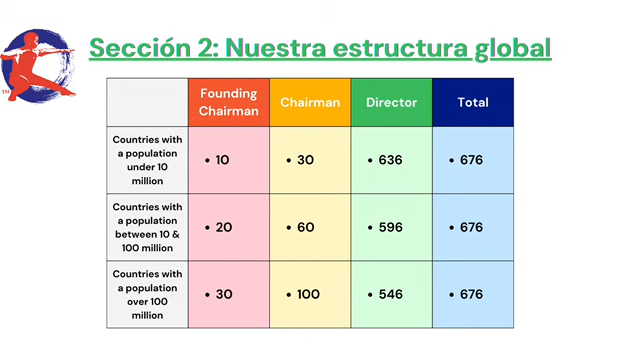 Sección 2: Nuestra estructura global
Founding
Chairman
Chairman
Director
Total
Countries with
a population
under 10
million
• 10
• 30
• 636
• 676
Countries with
a population
between 10 &
100 million
• 20
• 60
• 596
• 676
Countries with
a population
over 100
million
• 30
• 100
• 546
• 676
TM